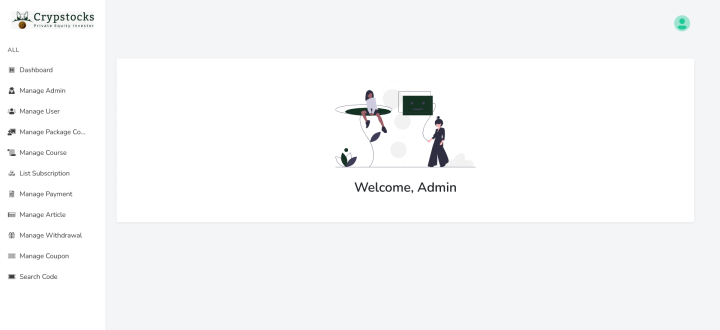 Crypstocks
Private Equity Investor
ALL
Dashboard
Manage Admin
Manage User
Manage Package Co...
Manage Course
List Subscription
Manage Payment
Manage Article
Manage Withdrawal
Manage Coupon
Search Code
Welcome, Admin